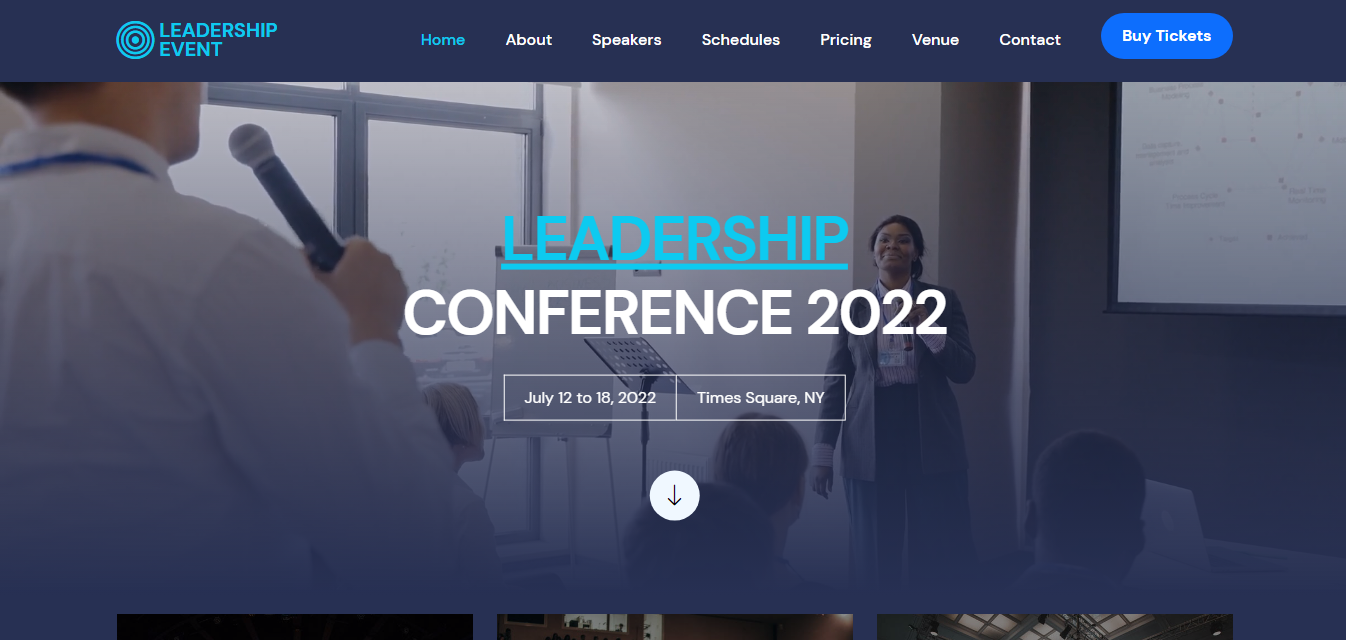 LEADERSHIP
EVENT
Home About Speakers Schedules Pricing Venue Contact Buy Tickets
LEADERSHIP
CONFERENCE 2022
July 12 to 18, 2022 Times Square, NY